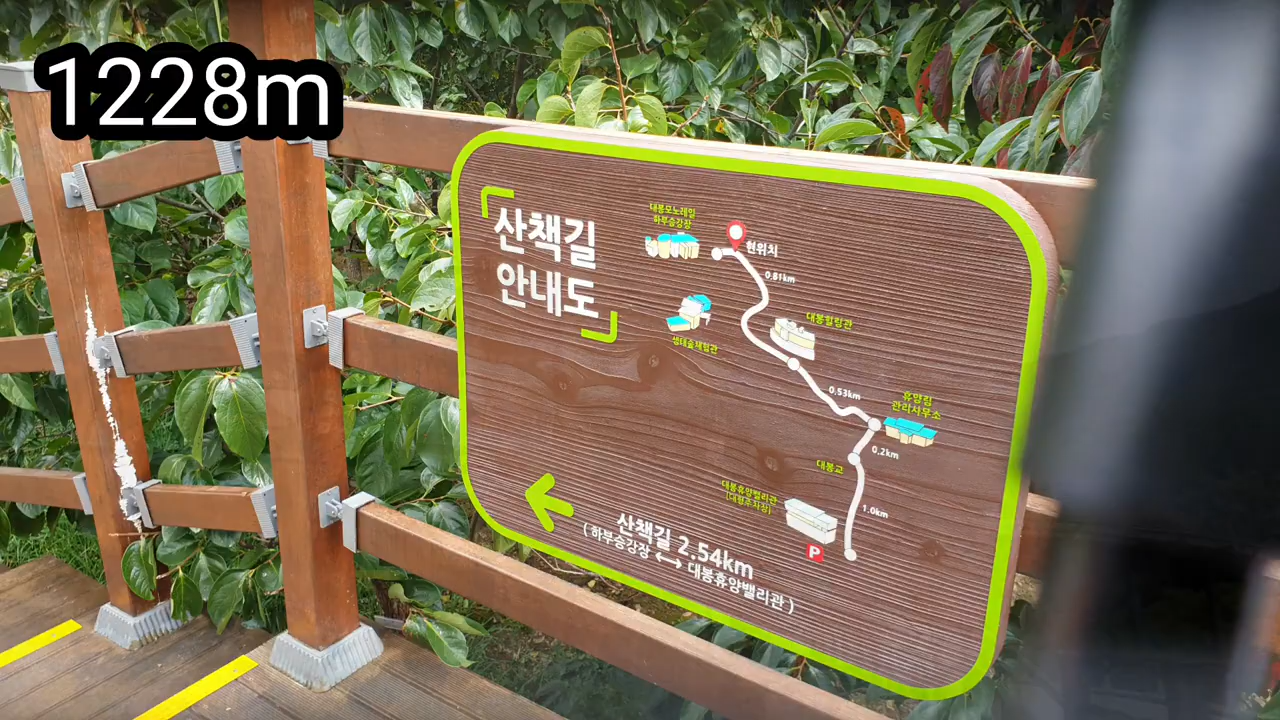 1228m
산책길
안내도
대봉모노레일
하부승강장
현위치
0.81km
대봉힐링관
생태숲체험관
0.53km
휴양림
관리사무소
0.2km
대봉교
대봉휴양밸리관
(대형주차장)
1.0km
P
산책길 2.54km
( 하부승강장 ↔ 대봉휴양밸리관 )